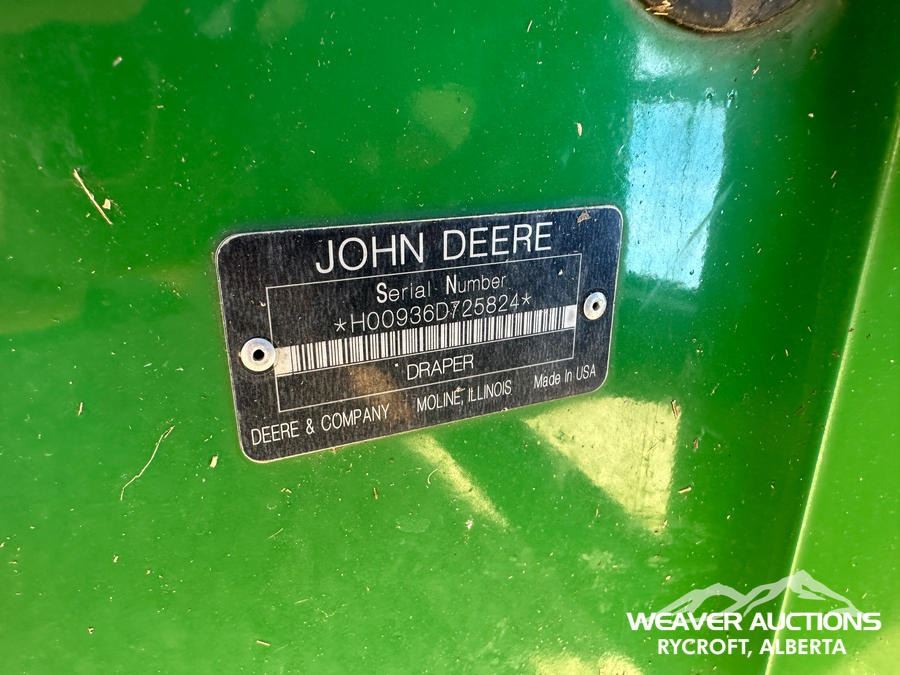 JOHN DEERE
Serial Number
*H00936D725824*
DRAPER
DEERE & COMPANY MOLINE, ILLINOIS Made In USA
WEAVER AUCTIONS
RYCROFT, ALBERTA